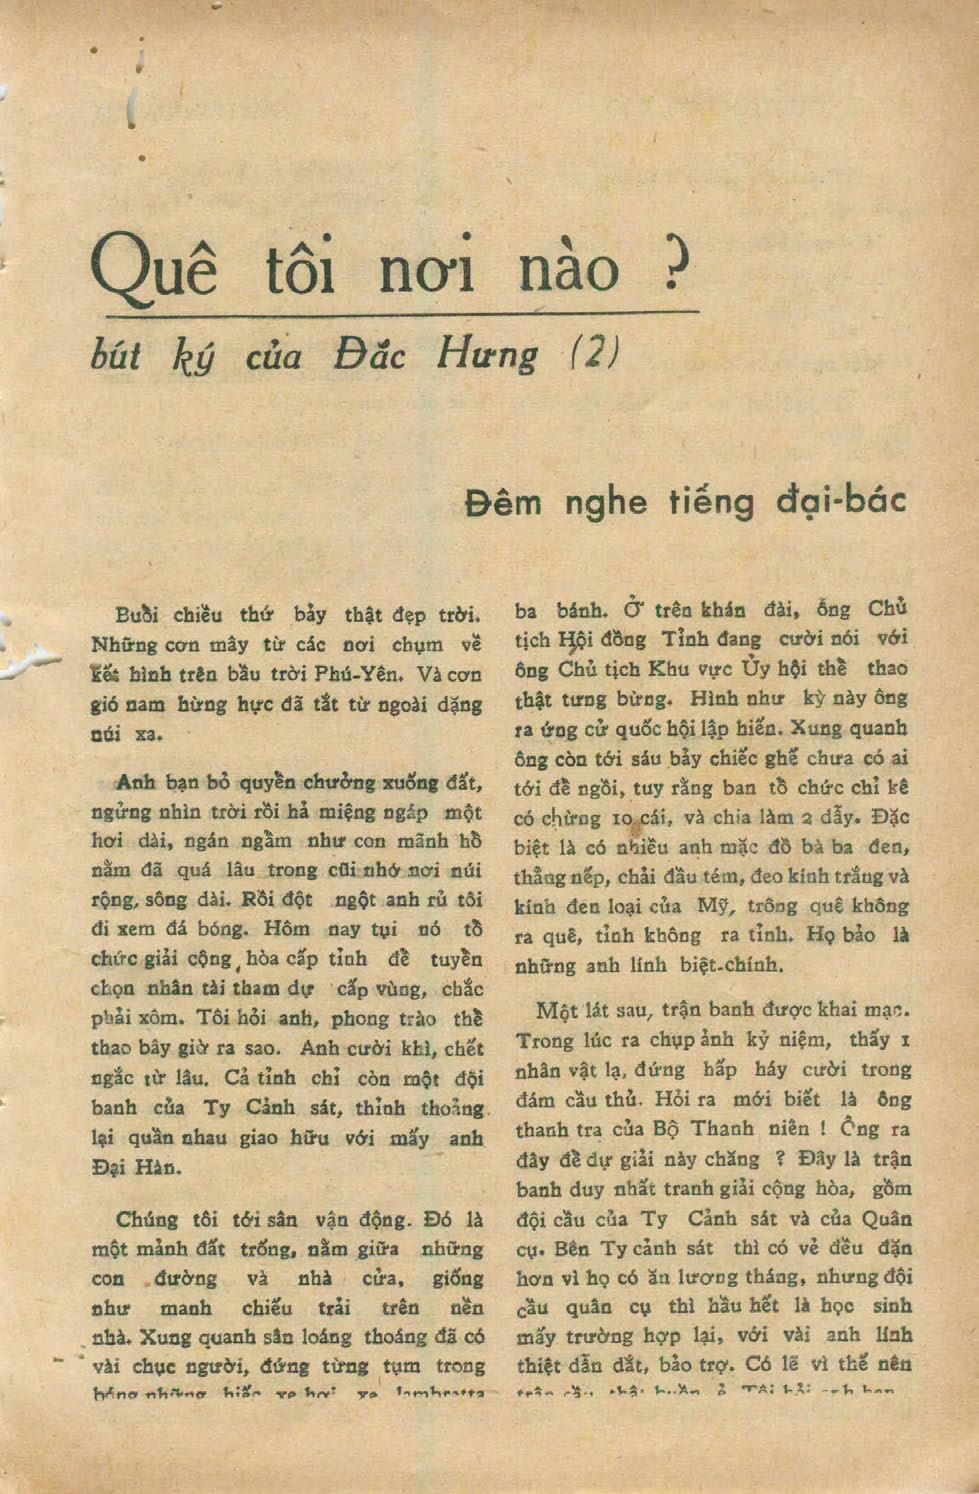 Quê tôi nơi nào ?
bút ký của Đắc Hưng (2)
Đêm nghe tiếng đại-bác
Buổi chiều thứ bảy thật đẹp trời.
Những cơn mây từ các nơi chụm về
kết hình trên bầu trời Phú-Yên. Và cơn
gió nam hừng hực đã tắt từ ngoài dặng
núi xa.
Anh bạn bỏ quyền chưởng xuống đất,
ngửng nhìn trời rồi hả miệng ngáp một
hơi dài, ngán ngầm như con mãnh hổ
nằm đã quá lâu trong cũi nhớ nơi núi
rộng, sông dài. Rồi đột ngột anh rủ tôi
đi xem đá bóng. Hôm nay tụi nó tổ
chức giải cộng hòa cấp tỉnh để tuyển
chọn nhân tài tham dự cấp vùng, chắc
phải xôm. Tôi hỏi anh, phong trào thể
thao bây giờ ra sao. Anh cười khì, chết
ngắc từ lâu. Cả tỉnh chỉ còn một đội
banh của Ty Cảnh sát, thỉnh thoảng
lại quần nhau giao hữu với mấy anh
Đại Hàn.
Chúng tôi tới sân vận động. Đó là
một mảnh đất trống, nằm giữa những
con đường và nhà cửa, giống
như manh chiếu trải trên nền
nhà. Xung quanh sân loáng thoáng đã có
vài chục người, đứng từng tụm trong
bóng những chiếc xe hơi, xe lambretta
ba bánh. Ở trên khán đài, ông Chủ
tịch Hội đồng Tỉnh đang cười nói với
ông Chủ tịch Khu vực Ủy hội thể thao
thật tưng bừng. Hình như kỳ này ông
ra ứng cử quốc hội lập hiến. Xung quanh
ông còn tới sáu bảy chiếc ghế chưa có ai
tới để ngồi, tuy rằng ban tổ chức chỉ kê
có chừng 10 cái, và chia làm 2 dẫy. Đặc
biệt là có nhiều anh mặc đồ bà ba đen,
thẳng nếp, chải đầu tém, đeo kính trắng và
kính đen loại của Mỹ, trông quê không
ra quê, tỉnh không ra tỉnh. Họ bảo là
những anh lính biệt-chính.
Một lát sau, trận banh được khai mạc.
Trong lúc ra chụp ảnh kỷ niệm, thấy 1
nhân vật lạ, đứng hấp háy cười trong
đám cầu thủ. Hỏi ra mới biết là ông
thanh tra của Bộ Thanh niên ! Ông ra
đây để dự giải này chăng ? Đây là trận
banh duy nhất tranh giải cộng hòa, gồm
đội cầu của Ty Cảnh sát và của Quân
cụ. Bên Ty cảnh sát thì có vẻ đều đặn
hơn vì họ có ăn lương tháng, nhưng đội
cầu quân cụ thì hầu hết là học sinh
mấy trường hợp lại, với vài anh lính
thiệt dẫn dắt, bảo trợ. Có lẽ vì thế nên